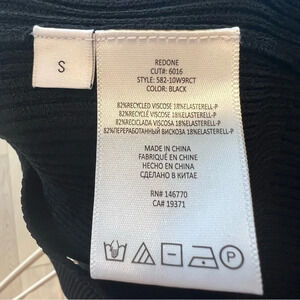 S
REDONE
CUT#: 6016
STYLE: 582-10W9RCT
COLOR: BLACK
82%RECYCLED VISCOSE 18%ELASTERELL-P
82%RECYCLÉ VISCOSE 18%ELASTERELL-P
82%RECICLADA VISCOSA 18%ELASTERELL-P
82%ПЕРЕРАБОТАННЫЙ ВИСКОЗА 18%ELASTERELL-P
MADE IN CHINA
FABRIQUÉ EN CHINE
HECHO EN CHINA
СДЕЛАНО В КИТАЕ
RN# 146770
CA# 19371
P